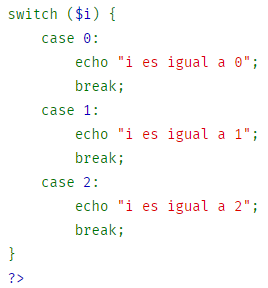 switch ($i) {
    case 0:
        echo "i es igual a 0";
        break;
    case 1:
        echo "i es igual a 1";
        break;
    case 2:
        echo "i es igual a 2";
        break;
}
?>